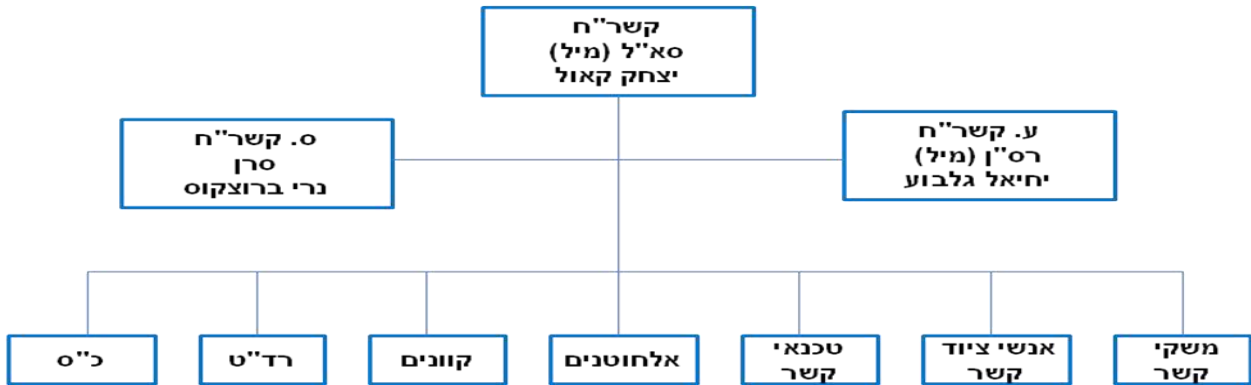 קשר"ח
סא"ל (מיל)
יצחק קאול
ע. קשר"ח
רס"ן (מיל)
יחיאל גלבוע
ס. קשר"ח
סרן
נרי ברוצקוס
משקי
קשר
אנשי ציוד
קשר
טכנאי
קשר
אלחוטנים
קוונים
רד"ט
כ"ס